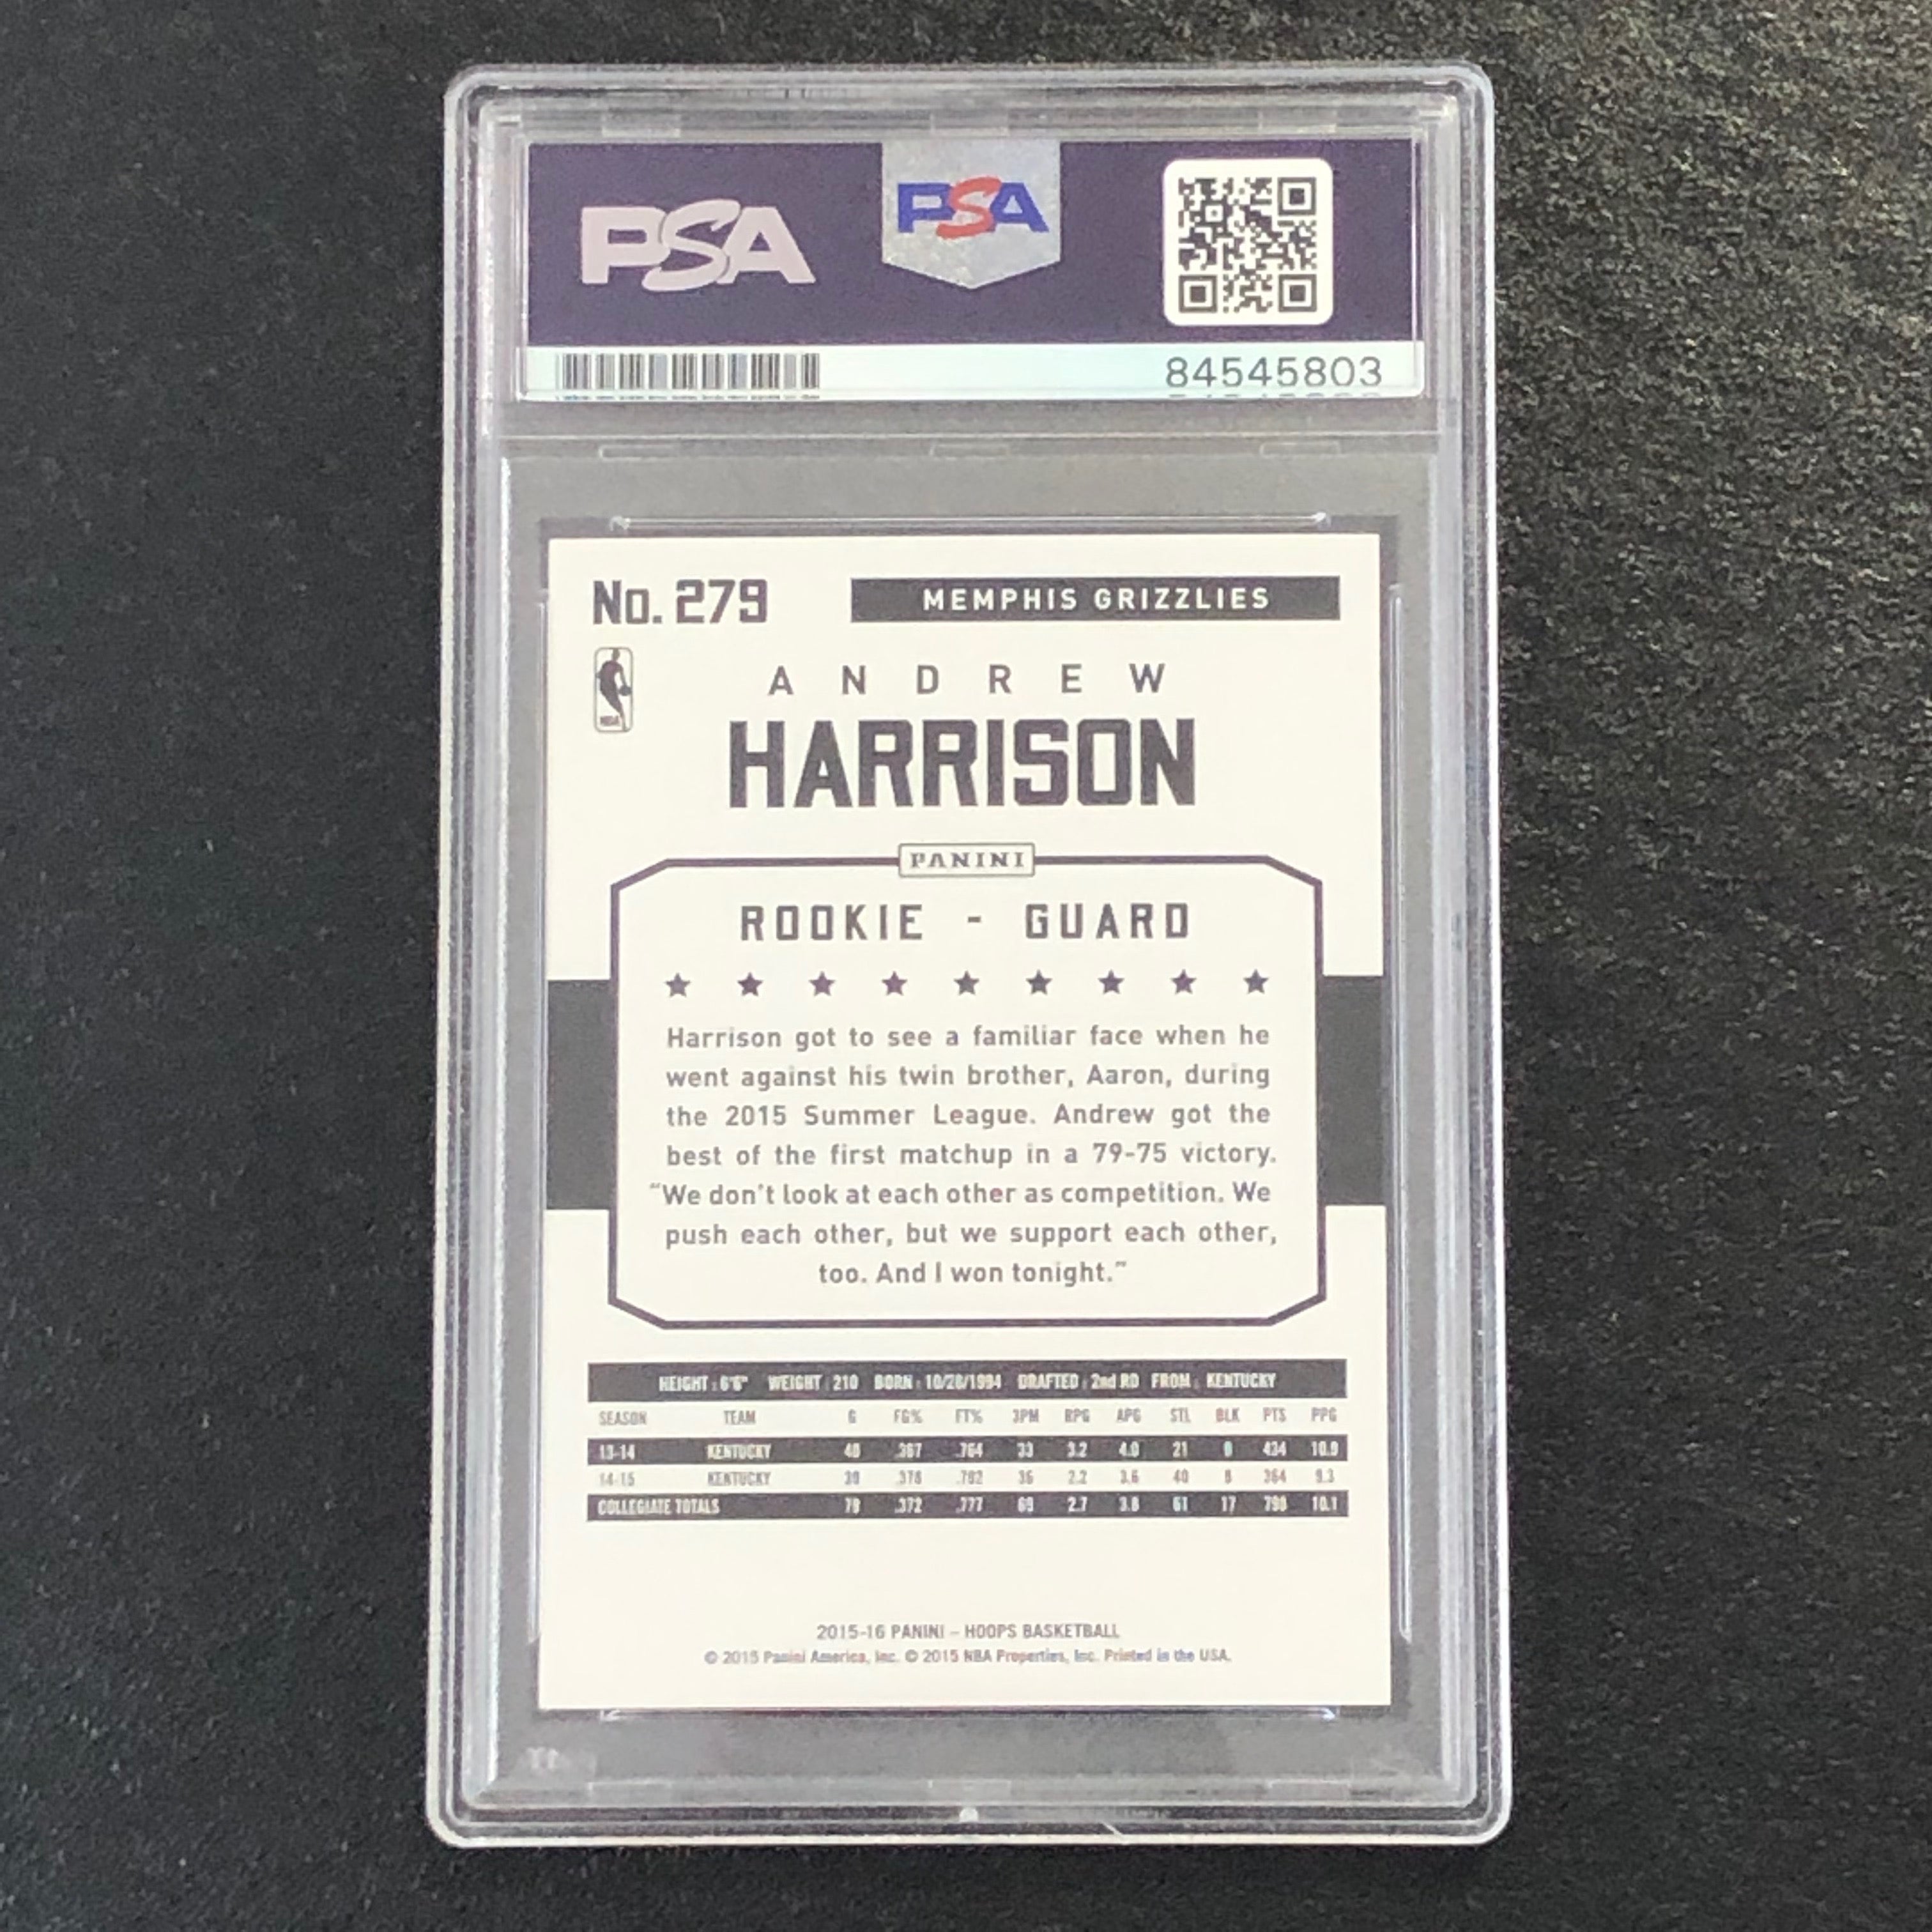 PSA
PSA
84545803
No. 279
MEMPHIS GRIZZLIES
NBA
ANDREW
HARRISON
PANINI
ROOKIE - GUARD
Harrison got to see a familiar face when he
went against his twin brother, Aaron, during
the 2015 Summer League. Andrew got the
best of the first matchup in a 79-75 victory.
"We don't look at each other as competition. We
push each other, but we support each other,
too. And I won tonight."
HEIGHT : 6'6" WEIGHT : 210 BORN : 10/28/1994 DRAFTED : 2nd RD FROM : KENTUCKY
SEASON TEAM G FG% FT% 3PM RPG APG STL BLK PTS PPG
13-14 KENTUCKY 40 .367 .764 33 3.2 4.0 21 434 10.9
14-15 KENTUCKY 39 .378 .792 36 2.2 3.6 40 364 9.3
COLLEGIATE TOTALS 79 .372 .777 69 2.7 3.8 61 17 798 10.1
2015-16 PANINI - HOOPS BASKETBALL
© 2015 Panini America, Inc. © 2015 NBA Properties, Inc. Printed in the USA.